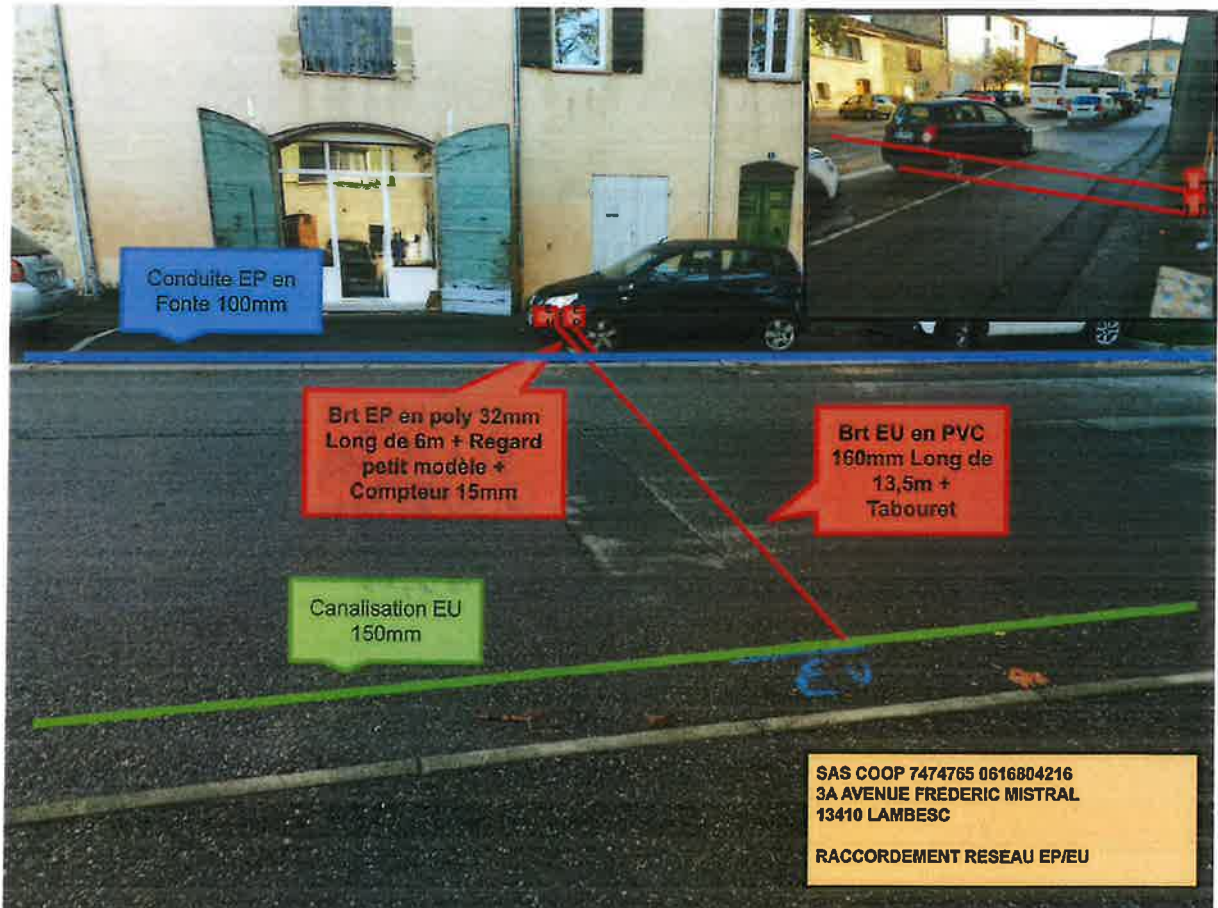 Conduite EP en
Fonte 100mm
Brt EP en poly 32mm
Long de 6m + Regard
petit modèle +
Compteur 15mm
Brt EU en PVC
160mm Long de
13,5m +
Tabouret
Canalisation EU
150mm
EU
SAS COOP 7474765 0616804216
3A AVENUE FREDERIC MISTRAL
13410 LAMBESC
RACCORDEMENT RESEAU EP/EU